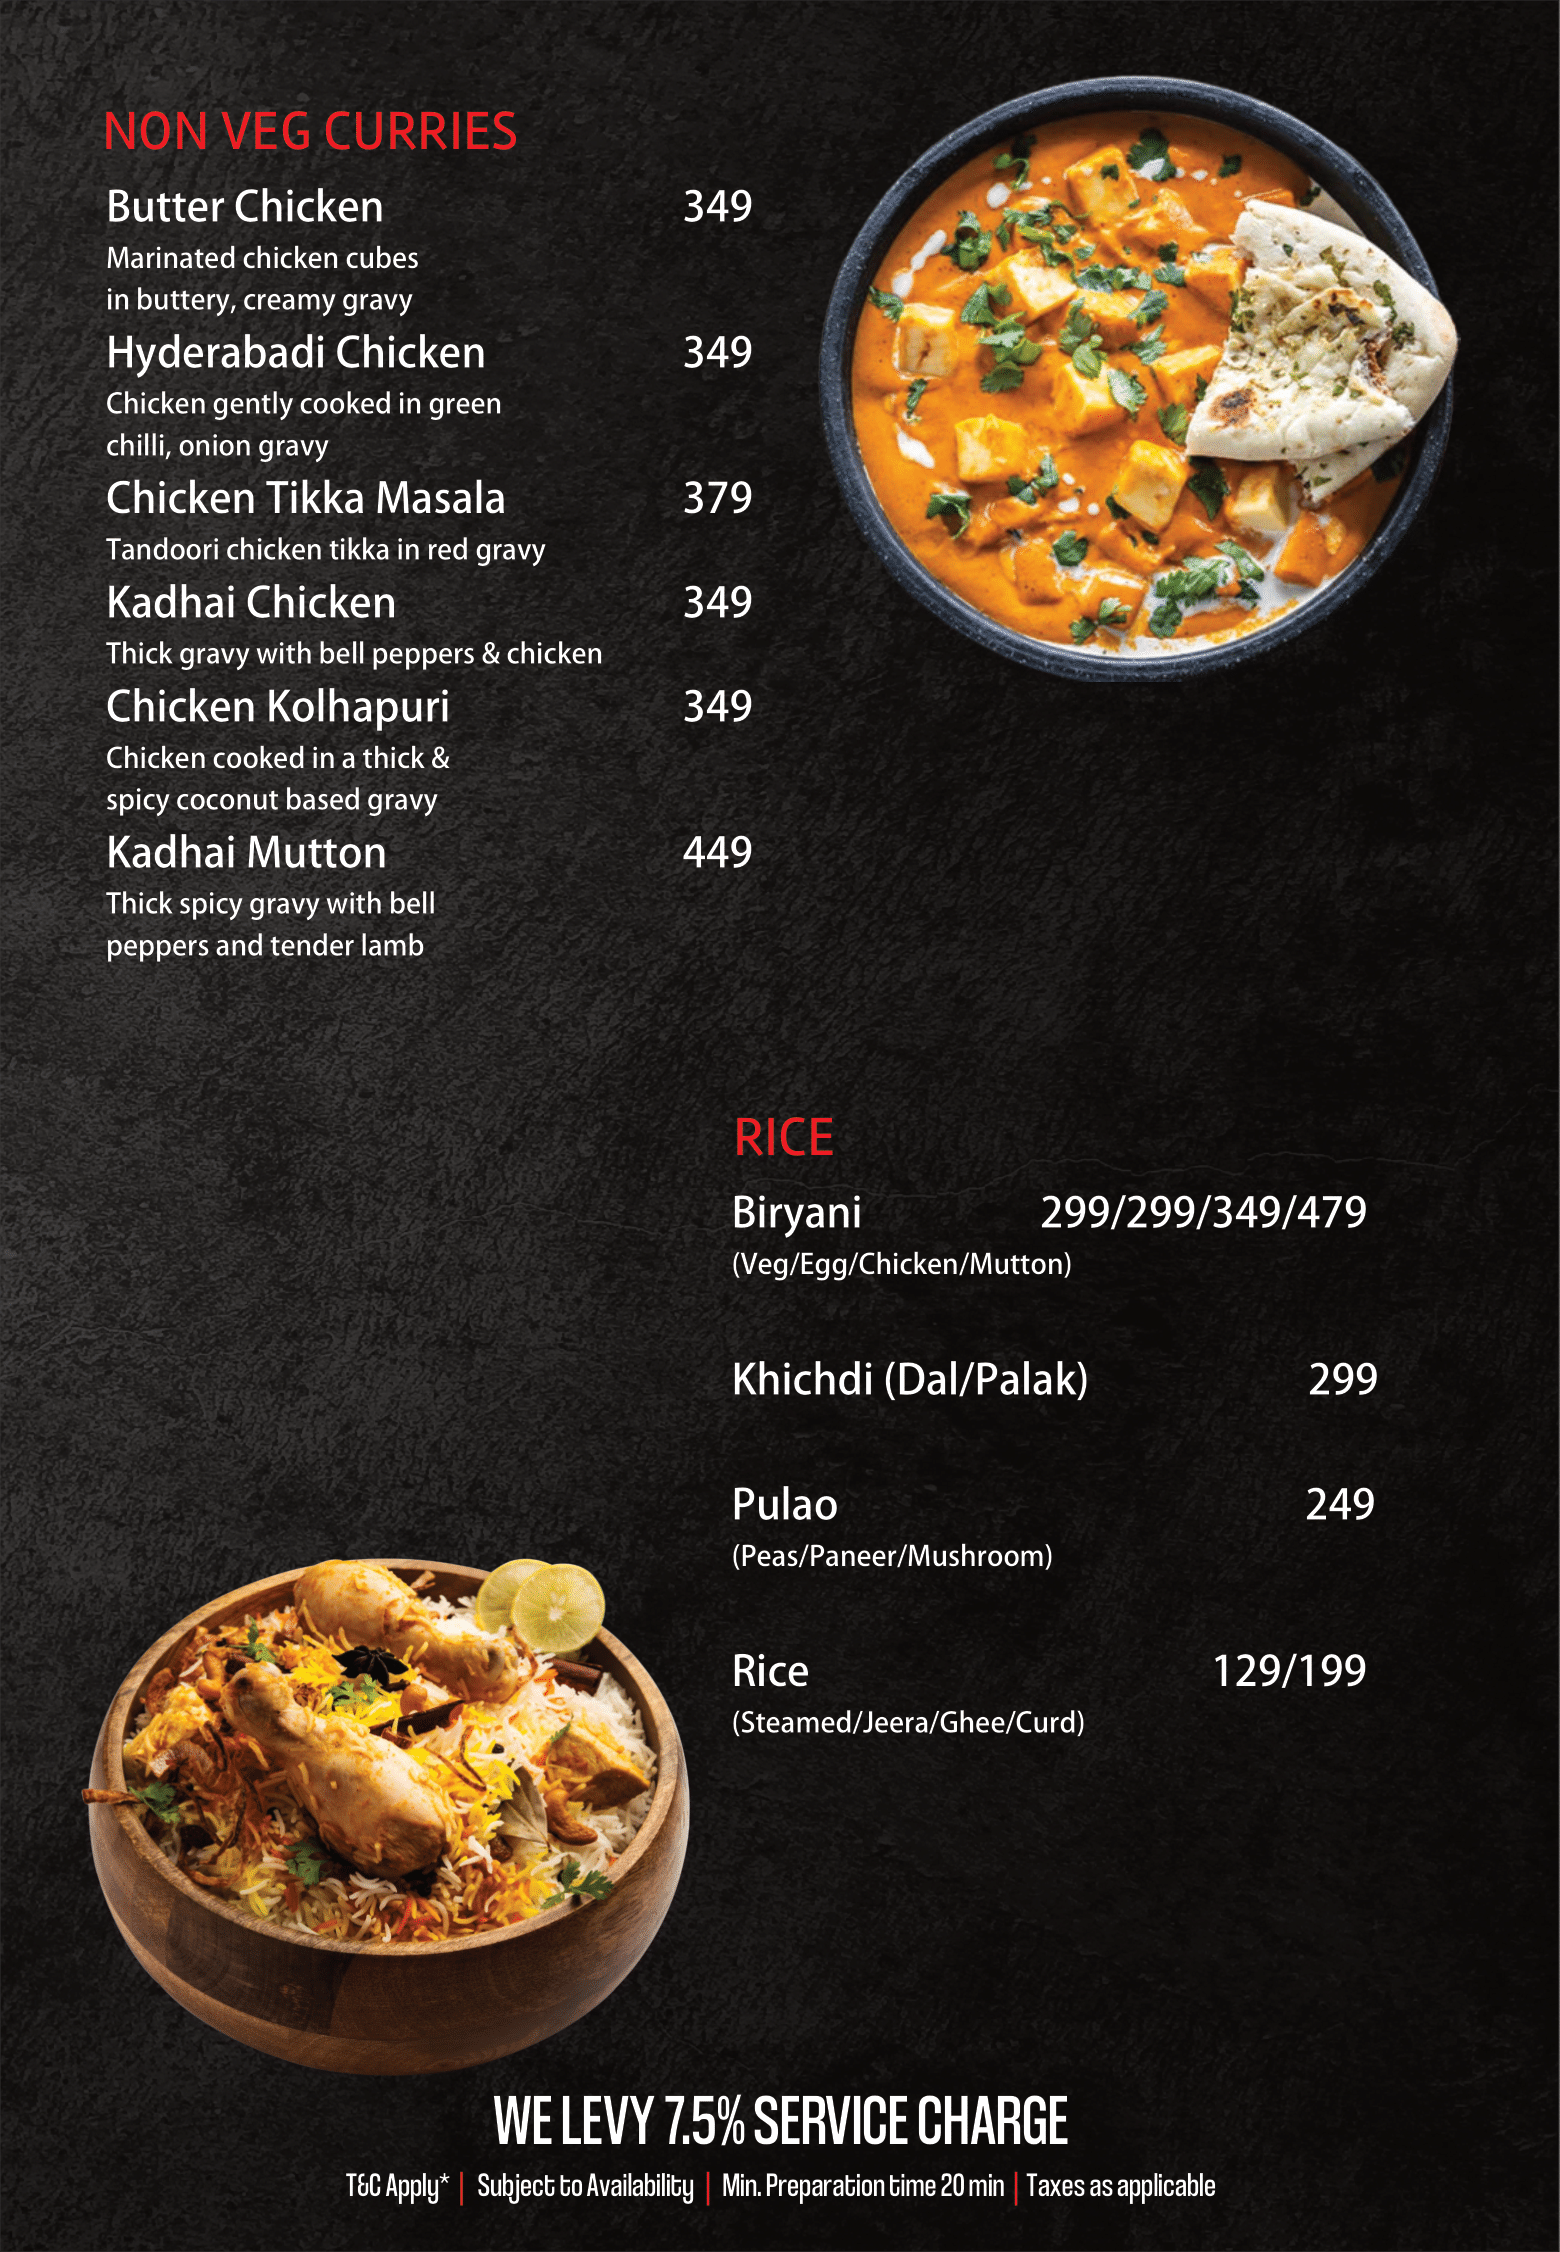 NON VEG CURRIES
Butter Chicken 349
Marinated chicken cubes
in buttery, creamy gravy
Hyderabadi Chicken 349
Chicken gently cooked in green
chilli, onion gravy
Chicken Tikka Masala 379
Tandoori chicken tikka in red gravy
Kadhai Chicken 349
Thick gravy with bell peppers & chicken
Chicken Kolhapuri 349
Chicken cooked in a thick &
spicy coconut based gravy
Kadhai Mutton 449
Thick spicy gravy with bell
peppers and tender lamb
RICE
Biryani 299/299/349/479
(Veg/Egg/Chicken/Mutton)
Khichdi (Dal/Palak) 299
Pulao 249
(Peas/Paneer/Mushroom)
Rice 129/199
(Steamed/Jeera/Ghee/Curd)
WE LEVY 7.5% SERVICE CHARGE
T&C Apply* | Subject to Availability | Min. Preparation time 20 min | Taxes as applicable